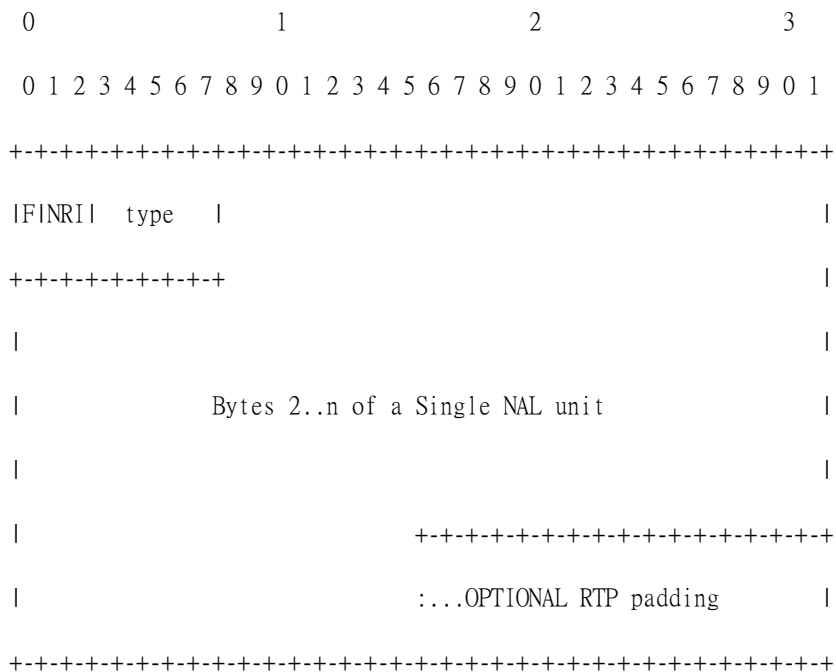 0                   1                   2                   3
0 1 2 3 4 5 6 7 8 9 0 1 2 3 4 5 6 7 8 9 0 1 2 3 4 5 6 7 8 9 0 1
+-+-+-+-+-+-+-+-+-+-+-+-+-+-+-+-+-+-+-+-+-+-+-+-+-+-+-+-+-+-+-+-+
|F|NRI|  type   |                                               |
+-+-+-+-+-+-+-+-+                                               |
|                                                               |
|               Bytes 2..n of a Single NAL unit                 |
|                                                               |
|                               +-+-+-+-+-+-+-+-+-+-+-+-+-+-+-+-+
|                               :...OPTIONAL RTP padding        |
+-+-+-+-+-+-+-+-+-+-+-+-+-+-+-+-+-+-+-+-+-+-+-+-+-+-+-+-+-+-+-+-+